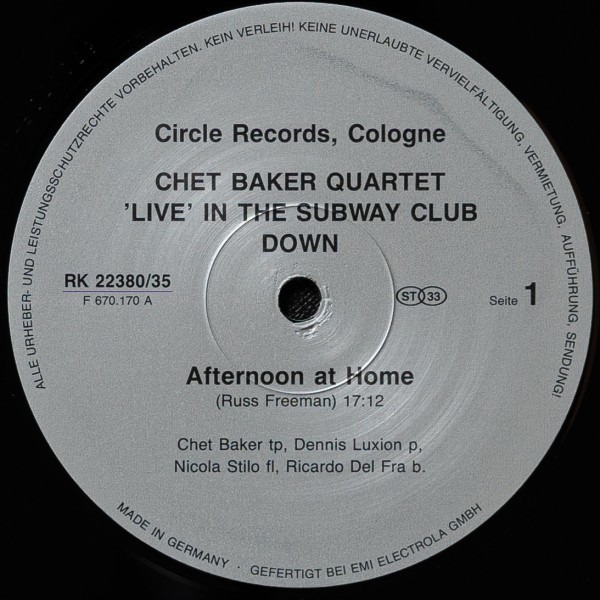 ALLE URHEBER- UND LEISTUNGSSCHUTZRECHTE VORBEHALTEN. KEIN VERLEIH! KEINE UNERLAUBTE VERVIELFÄLTIGUNG, VERMIETUNG, AUFFÜHRUNG, SENDUNG!
Circle Records, Cologne
CHET BAKER QUARTET
'LIVE' IN THE SUBWAY CLUB
DOWN
RK 22380/35
F 670.170 A
ST 33
Seite 1
Afternoon at Home
(Russ Freeman) 17:12
Chet Baker tp, Dennis Luxion p,
Nicola Stilo fl, Ricardo Del Fra b.
MADE IN GERMANY · GEFERTIGT BEI EMI ELECTROLA GMBH